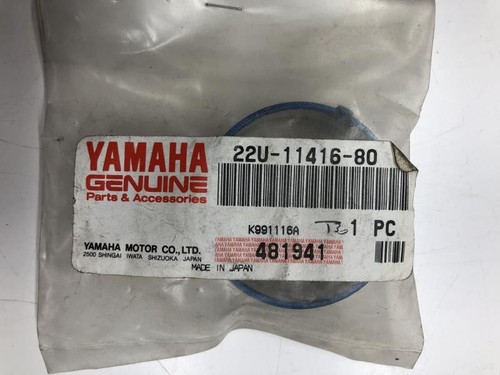 YAMAHA
GENUINE
Parts & Accessories
22U-11416-80
K991116A
1 PC
481941
YAMAHA MOTOR CO., LTD.
2500 SHINGAI IWATA SHIZUOKA JAPAN
MADE IN JAPAN